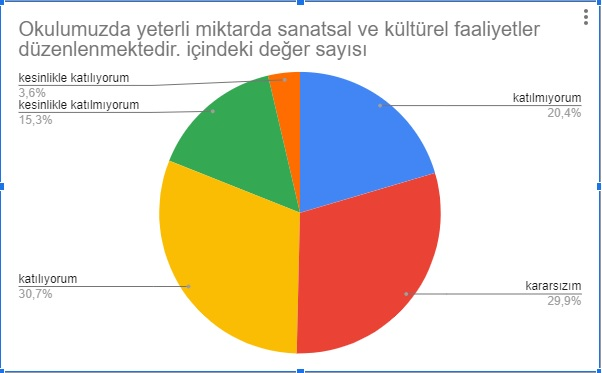 Okulumuzda yeterli miktarda sanatsal ve kültürel faaliyetler
düzenlenmektedir. içindeki değer sayısı
kesinlikle katılıyorum
3,6%
kesinlikle katılmıyorum
15,3%
katılmıyorum
20,4%
katılıyorum
30,7%
kararsızım
29,9%